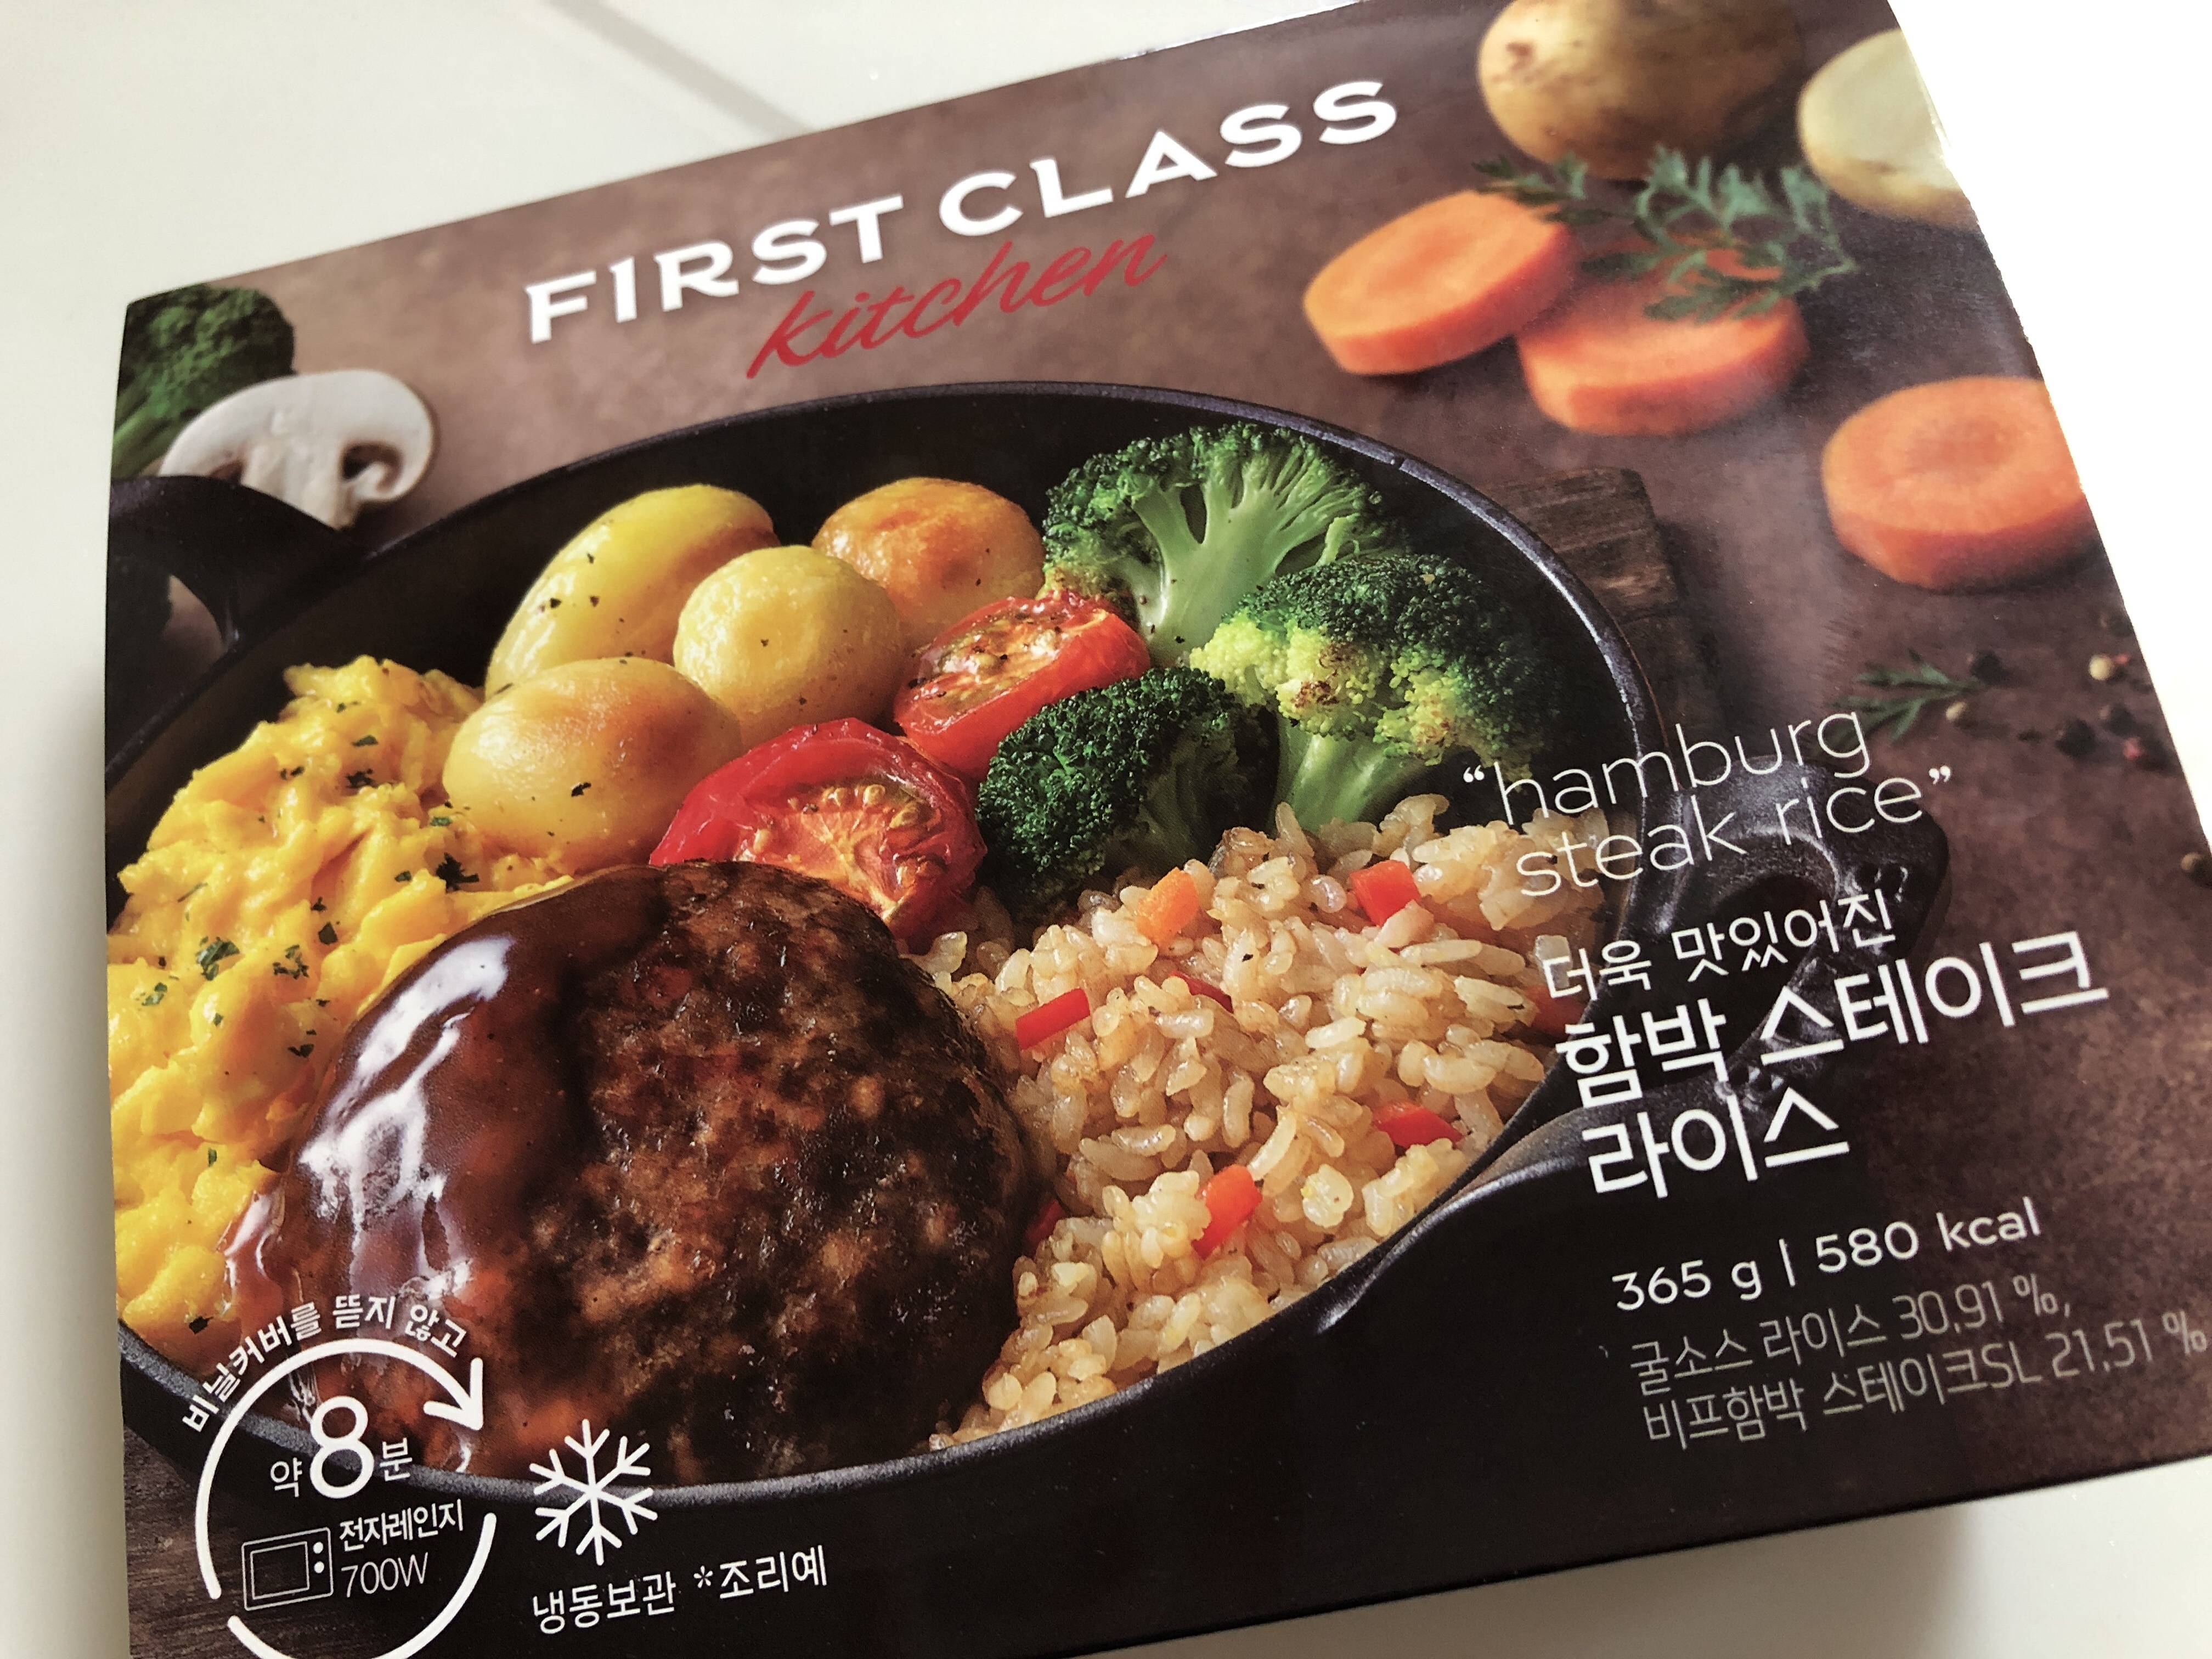 FIRST CLASS
kitchen
“hamburg
steak rice”
더욱 맛있어진
함박 스테이크
라이스
365 g | 580 kcal
굴소스 라이스 30.91 %,
비프함박 스테이크SL 21.51 %
비닐커버를 뜯지 않고
약 8분
전자레인지
700W
냉동보관 *조리예